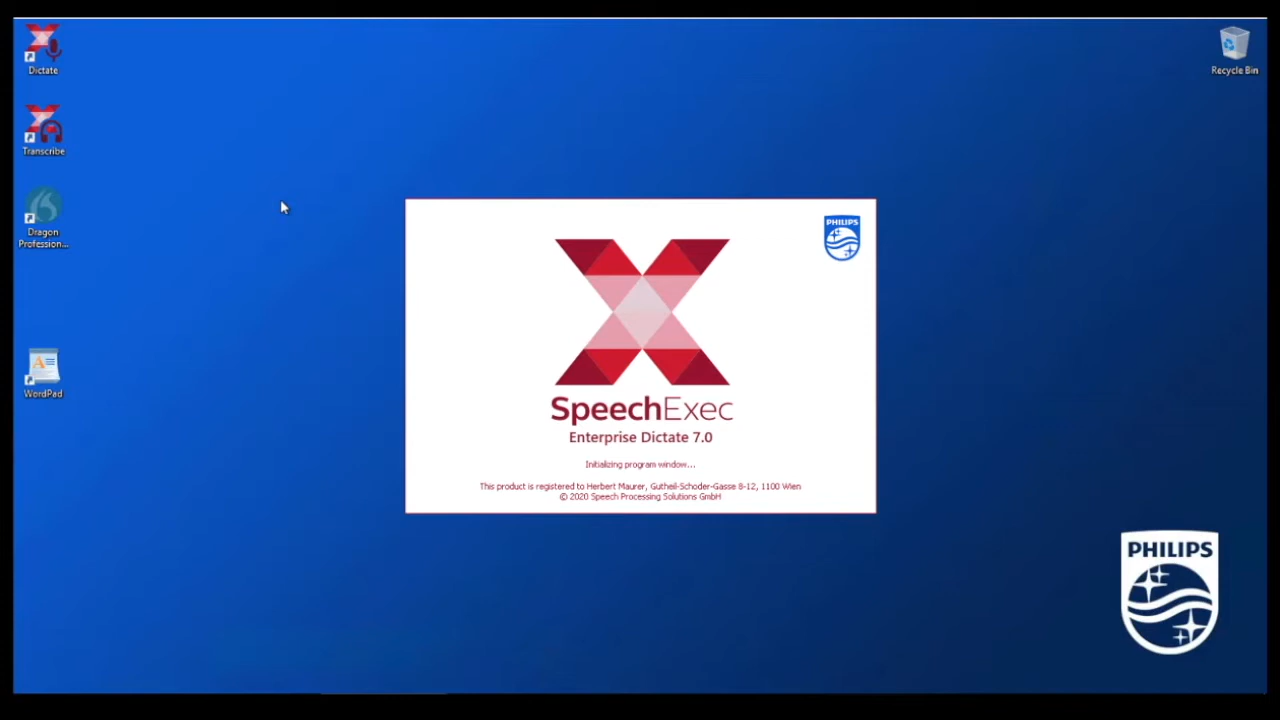 Dictate
Recycle Bin
Transcribe
Dragon
Profession...
WordPad
PHILIPS
SpeechExec
Enterprise Dictate 7.0
Initializing program window...
This product is registered to Herbert Maurer, Gutheil-Schoder-Gasse 8-12, 1100 Wien
© 2020 Speech Processing Solutions GmbH
PHILIPS